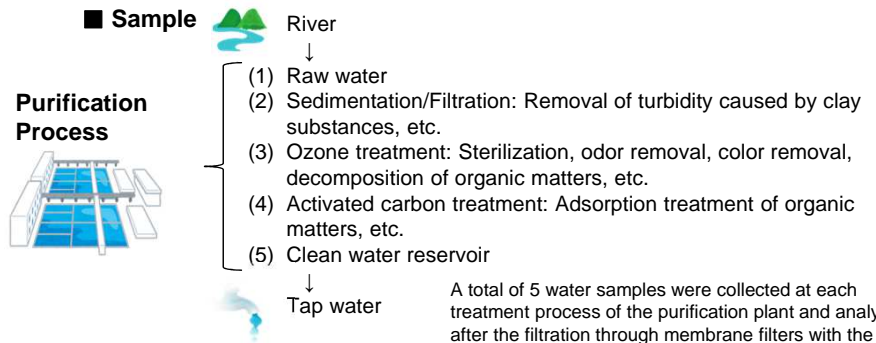 ■ Sample
River
↓
(1) Raw water
(2) Sedimentation/Filtration: Removal of turbidity caused by clay
substances, etc.
(3) Ozone treatment: Sterilization, odor removal, color removal,
decomposition of organic matters, etc.
(4) Activated carbon treatment: Adsorption treatment of organic
matters, etc.
(5) Clean water reservoir
↓
Tap water
Purification
Process
A total of 5 water samples were collected at each
treatment process of the purification plant and
after the filtration through membrane filters with the